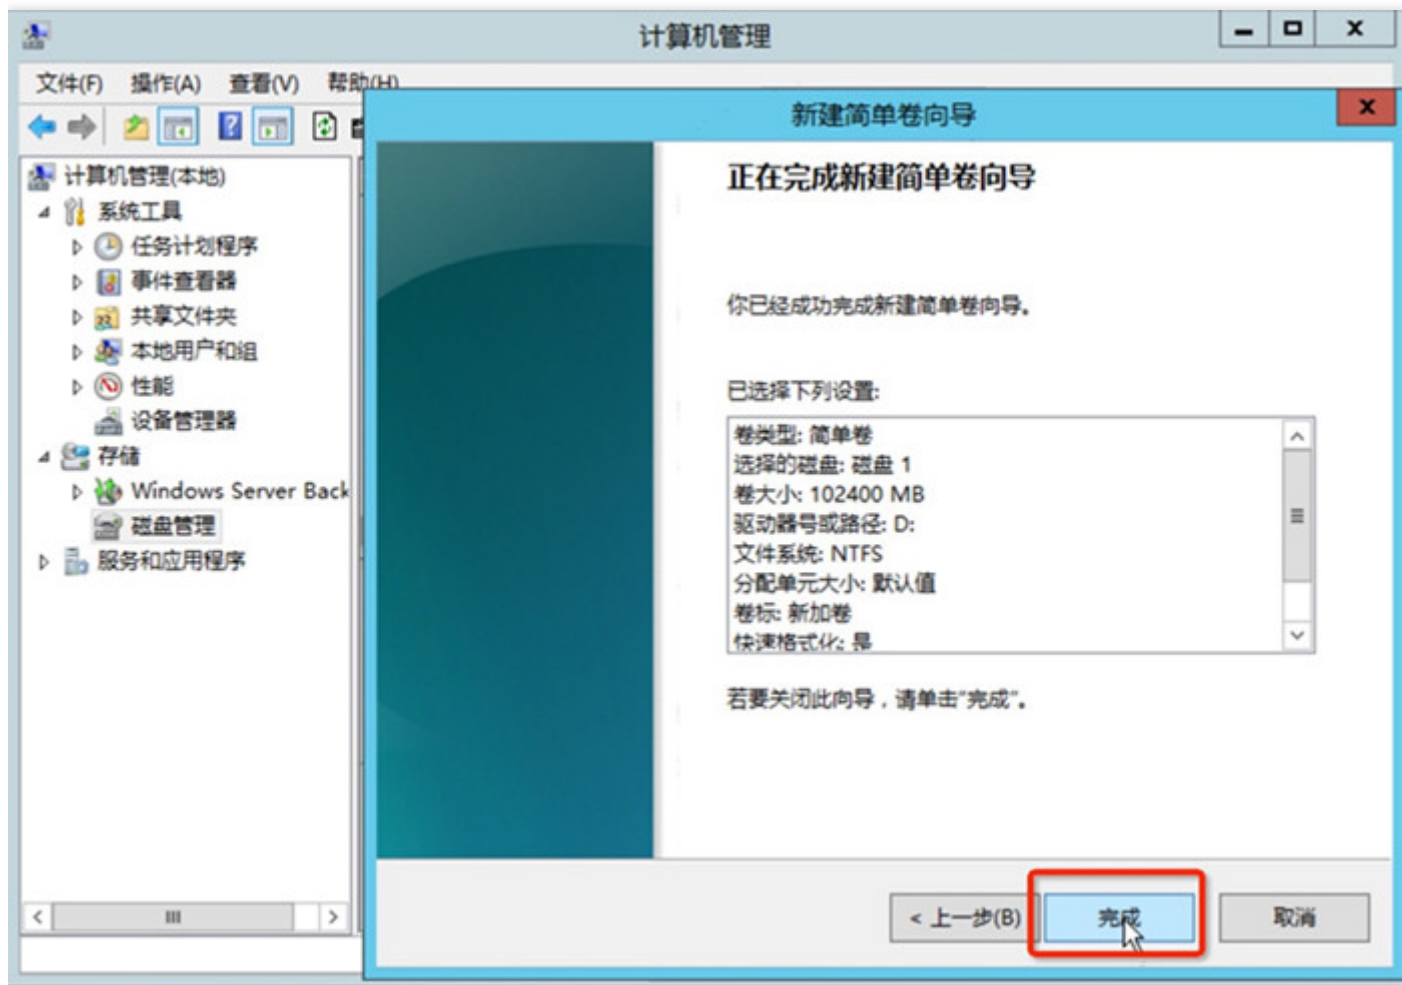 计算机管理
文件(F) 操作(A) 查看(V) 帮助(H)
计算机管理(本地)
系统工具
任务计划程序
事件查看器
共享文件夹
本地用户和组
性能
设备管理器
存储
Windows Server Back
磁盘管理
服务和应用程序
新建简单卷向导
正在完成新建简单卷向导
你已经成功完成新建简单卷向导。
已选择下列设置:
卷类型: 简单卷
选择的磁盘: 磁盘 1
卷大小: 102400 MB
驱动器号或路径: D:
文件系统: NTFS
分配单元大小: 默认值
卷标: 新加卷
快速格式化: 是
若要关闭此向导，请单击"完成"。
< 上一步(B) 完成 取消